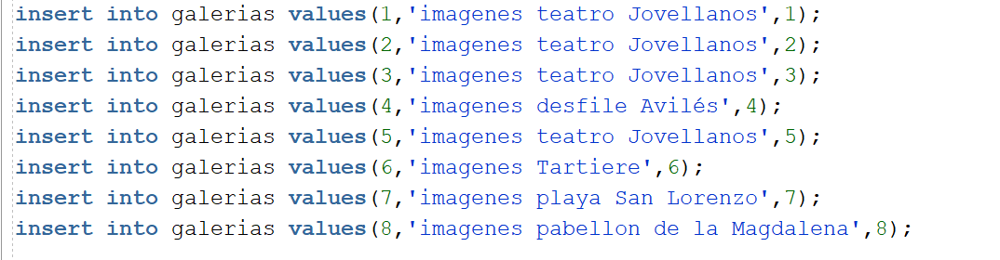 insert into galerias values(1,'imagenes teatro Jovellanos',1);
insert into galerias values(2,'imagenes teatro Jovellanos',2);
insert into galerias values(3,'imagenes teatro Jovellanos',3);
insert into galerias values(4,'imagenes desfile Avilés',4);
insert into galerias values(5,'imagenes teatro Jovellanos',5);
insert into galerias values(6,'imagenes Tartiere',6);
insert into galerias values(7,'imagenes playa San Lorenzo',7);
insert into galerias values(8,'imagenes pabellon de la Magdalena',8);